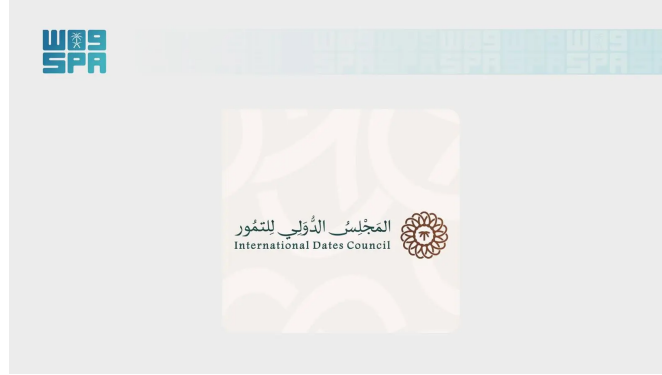 واس
SPA
المَجْلِسُ الدُّوَلِي لِلتمُور
International Dates Council